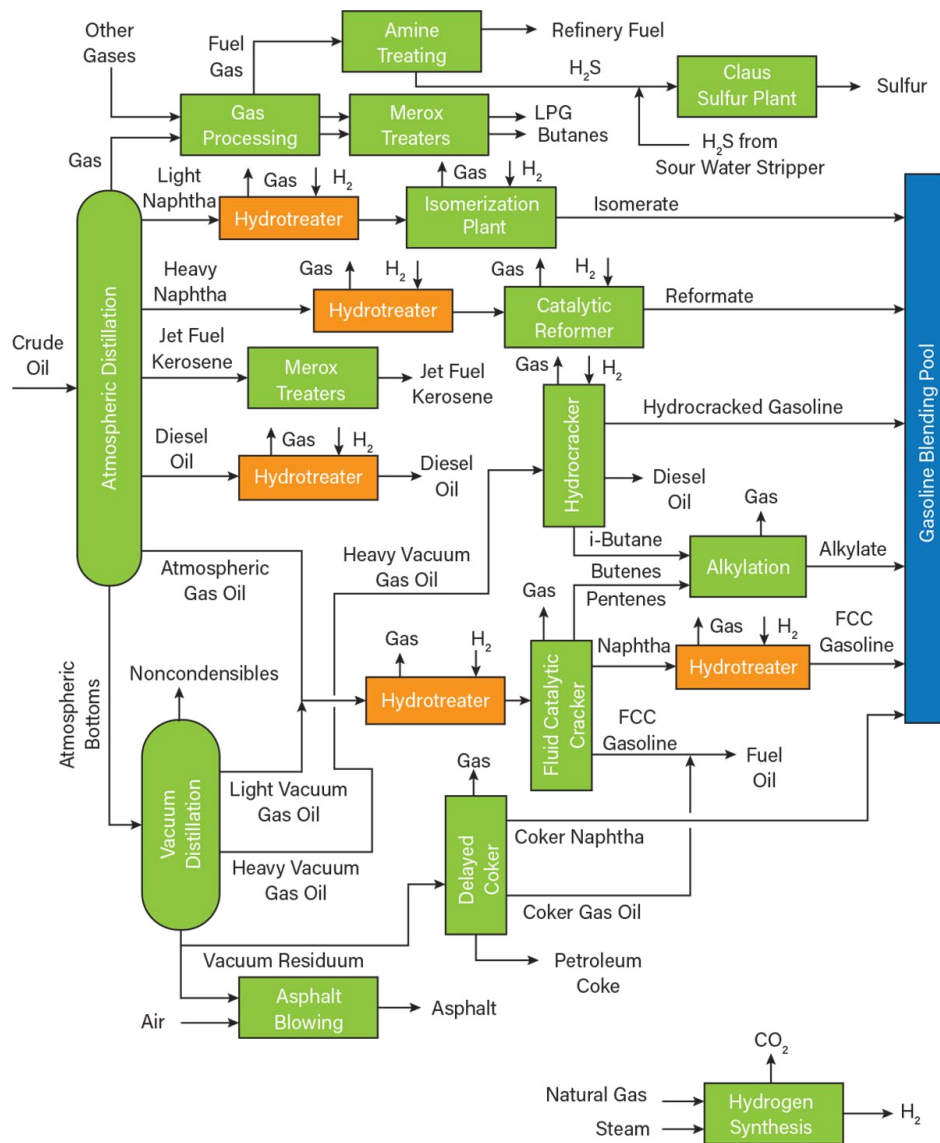 Other
Gases
Fuel
Gas
Amine
Treating
Refinery Fuel
H₂S
Claus
Sulfur Plant
Sulfur
Gas
Processing
Merox
Treaters
LPG
Butanes
H₂S from
Sour Water Stripper
Gas
Light
Naphtha
Gas
H₂
Hydrotreater
Gas
H₂
Isomerization
Plant
Isomerate
Heavy
Naphtha
Gas
H₂
Hydrotreater
Gas
H₂
Catalytic
Reformer
Reformate
Crude
Oil
Atmospheric Distillation
Jet Fuel
Kerosene
Merox
Treaters
Jet Fuel
Kerosene
Gas
H₂
Hydrocracker
Hydrocracked Gasoline
Gasoline Blending Pool
Diesel
Oil
Gas
H₂
Hydrotreater
Diesel
Oil
Diesel
Oil
Atmospheric
Gas Oil
Heavy Vacuum
Gas Oil
i-Butane
Butenes
Pentenes
Gas
Alkylation
Alkylate
Gas
H₂
Hydrotreater
Gas
Fluid Catalytic
Cracker
Naphtha
Gas
H₂
Hydrotreater
FCC
Gasoline
FCC
Gasoline
Fuel
Oil
Atmospheric
Bottoms
Noncondensibles
Vacuum
Distillation
Light Vacuum
Gas Oil
Heavy Vacuum
Gas Oil
Gas
Delayed
Coker
Coker Naphtha
Coker Gas Oil
Petroleum
Coke
Vacuum Residuum
Air
Asphalt
Blowing
Asphalt
CO₂
Natural Gas
Steam
Hydrogen
Synthesis
H₂